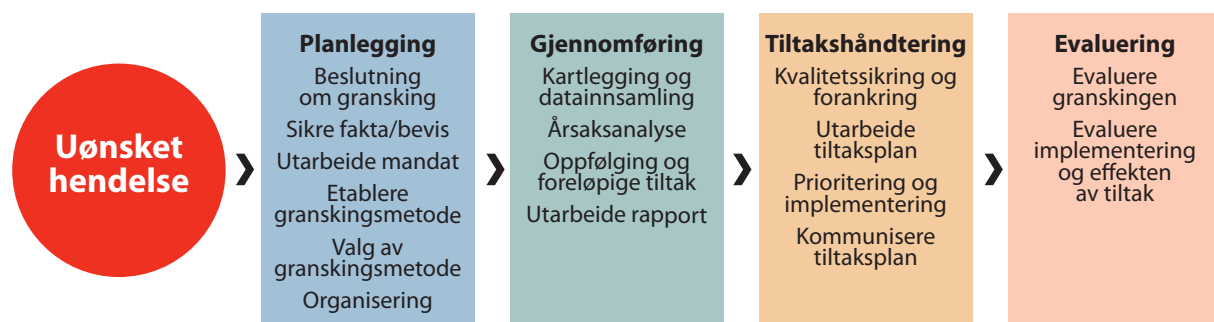 Uønsket
hendelse
Planlegging
Beslutning
om gransking
Sikre fakta/bevis
Utarbeide mandat
Etablere
granskingsmetode
Valg av
granskingsmetode
Organisering
Gjennomføring
Kartlegging og
datainnsamling
Årsaksanalyse
Oppfølging og
foreløpige tiltak
Utarbeide rapport
Tiltakshåndtering
Kvalitetssikring og
forankring
Utarbeide
tiltaksplan
Prioritering og
implementering
Kommunisere
tiltaksplan
Evaluering
Evaluere
granskingen
Evaluere
implementering
og effekten
av tiltak